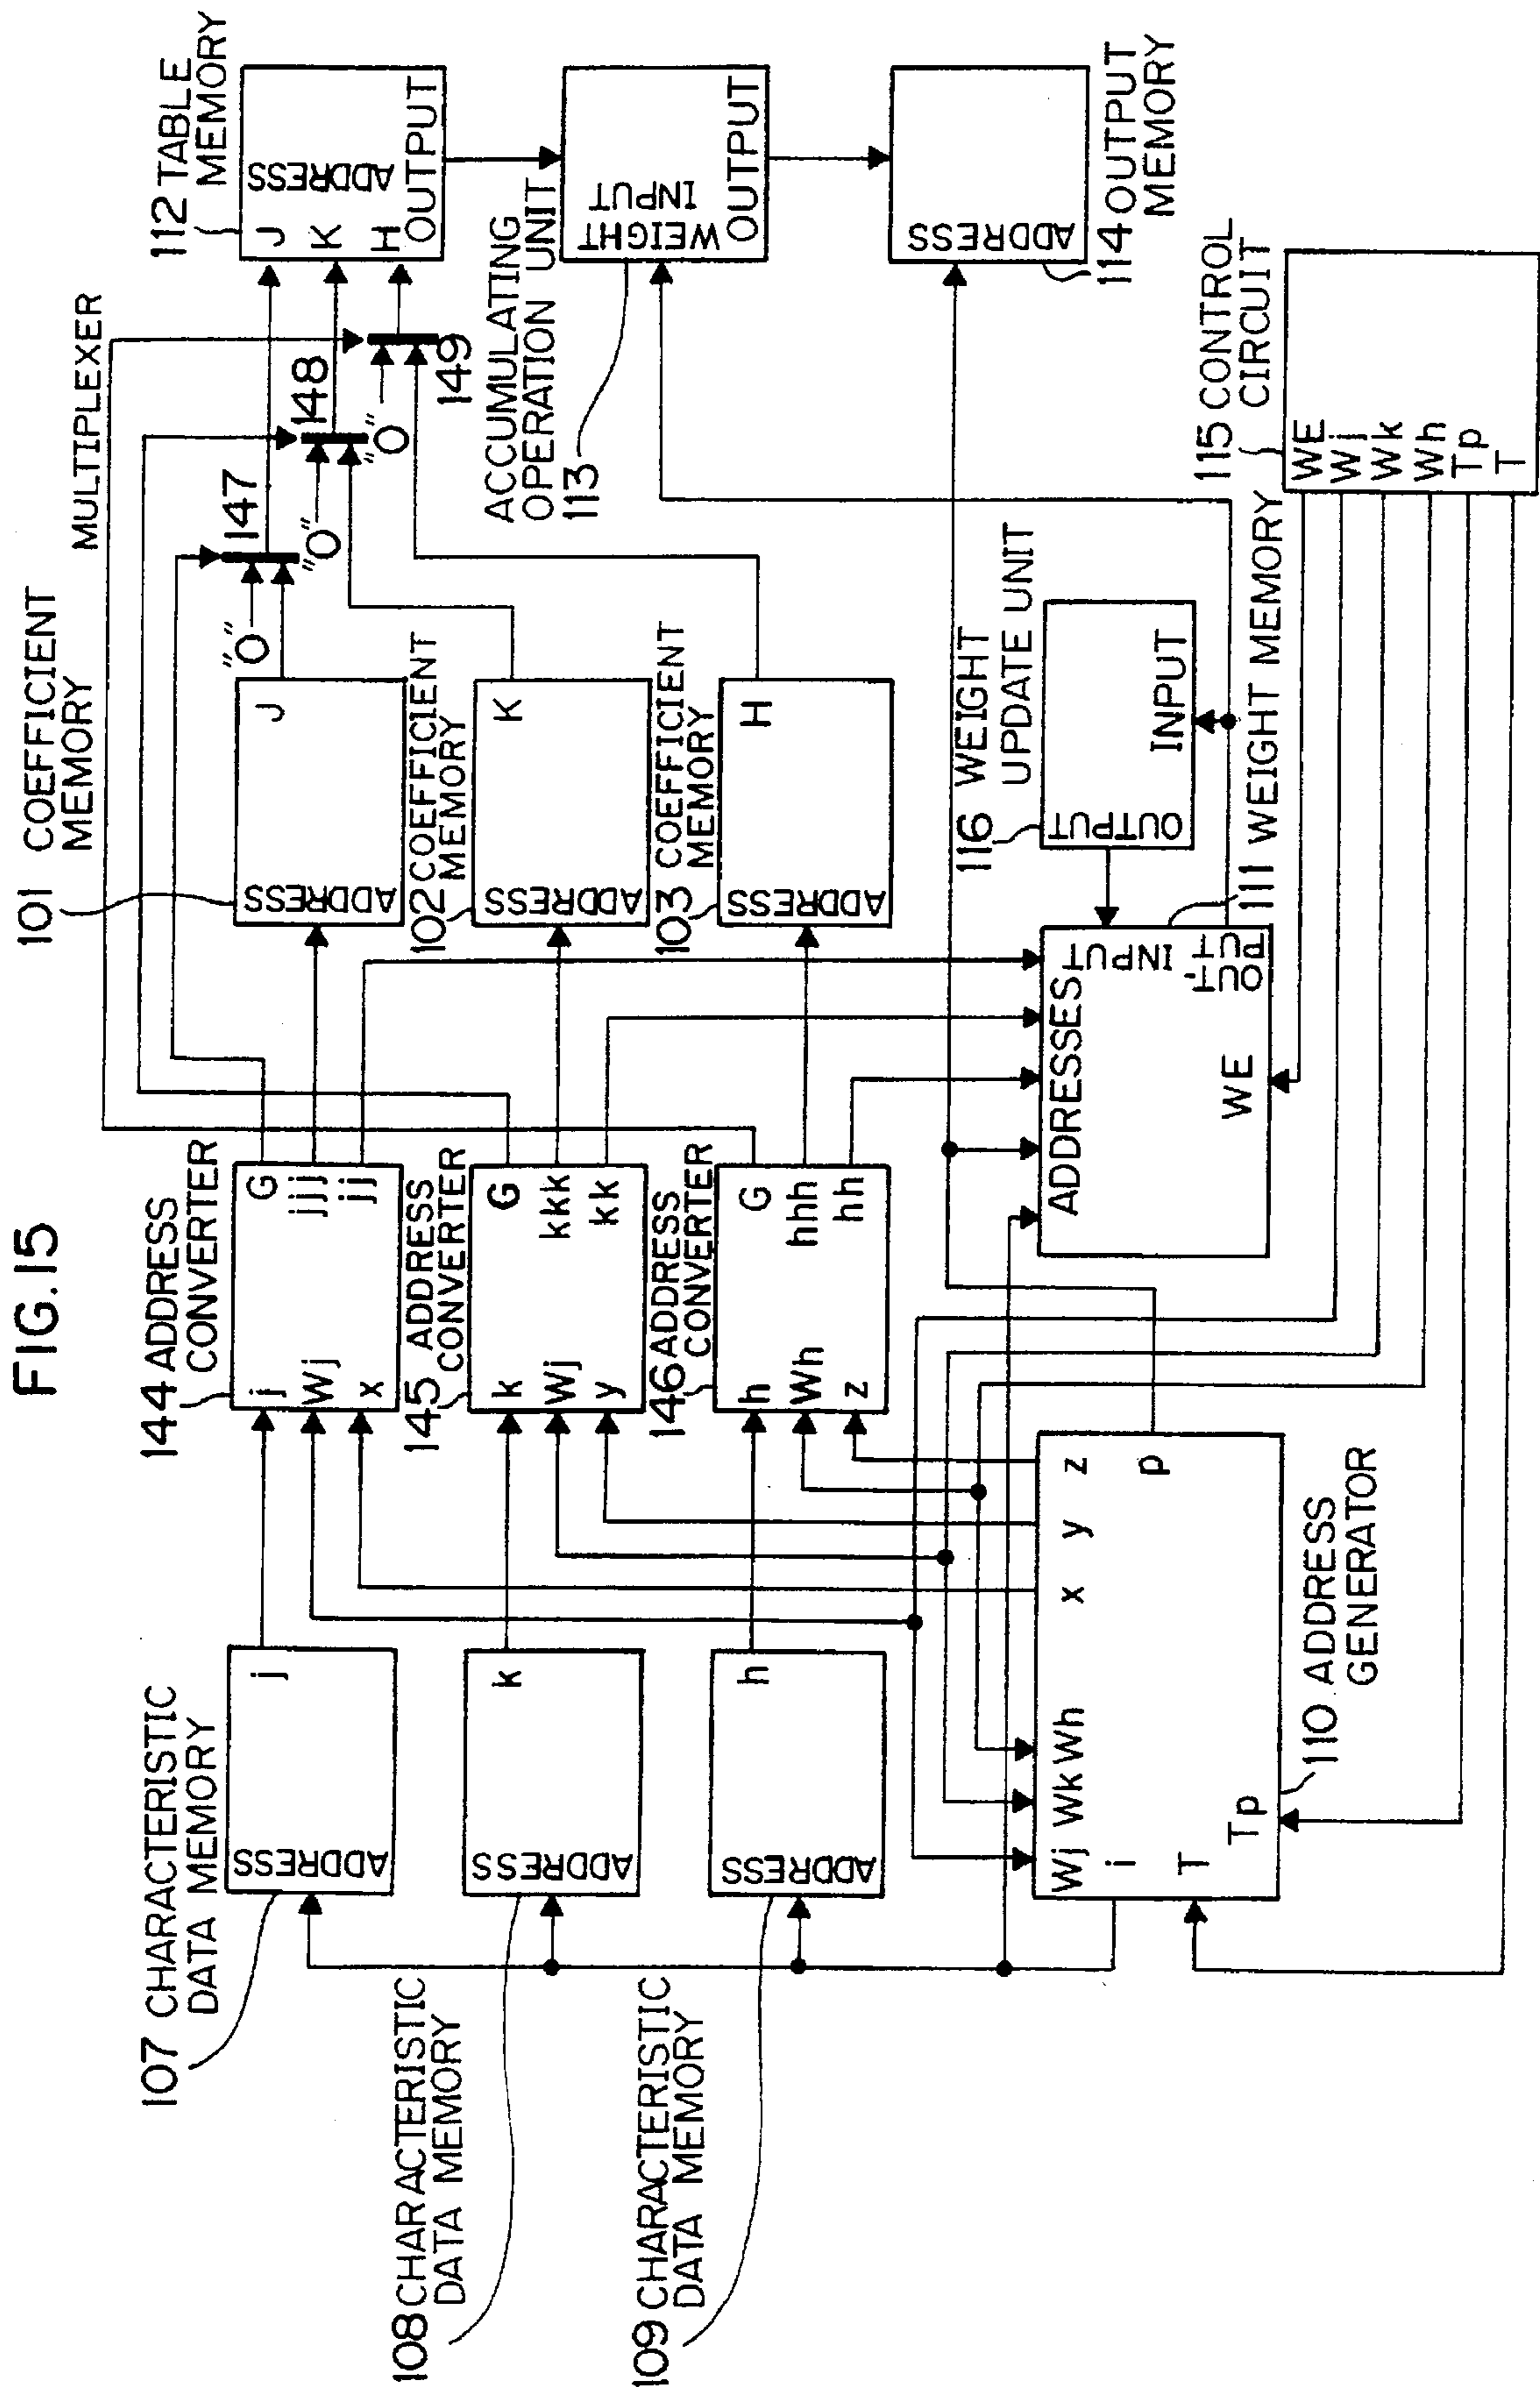 FIG.15
107 CHARACTERISTIC
DATA MEMORY
ADDRESS
j
108 CHARACTERISTIC
DATA MEMORY
ADDRESS
k
109 CHARACTERISTIC
DATA MEMORY
ADDRESS
h
144 ADDRESS
CONVERTER
j
Wj
x
G
jjj
jj
145 ADDRESS
CONVERTER
k
Wj
y
G
kkk
kk
146 ADDRESS
CONVERTER
h
Wh
z
G
hhh
hh
101 COEFFICIENT
MEMORY
ADDRESS
J
102 COEFFICIENT
MEMORY
ADDRESS
K
103 COEFFICIENT
MEMORY
ADDRESS
H
MULTIPLEXER
"0"
147
"0"
148
"0"
149
112 TABLE
MEMORY
J
K
H
ADDRESS
OUTPUT
ACCUMULATING
OPERATION UNIT
113
WEIGHT
INPUT
OUTPUT
ADDRESS
114 OUTPUT
MEMORY
116 WEIGHT
UPDATE UNIT
OUTPUT
INPUT
ADDRESSES
INPUT
OUT-
PUT
WE
111 WEIGHT MEMORY
115 CONTROL
CIRCUIT
WE
Wj
Wk
Wh
Tp
T
Wj
Wk
Wh
x
y
z
i
p
T
Tp
110 ADDRESS
GENERATOR